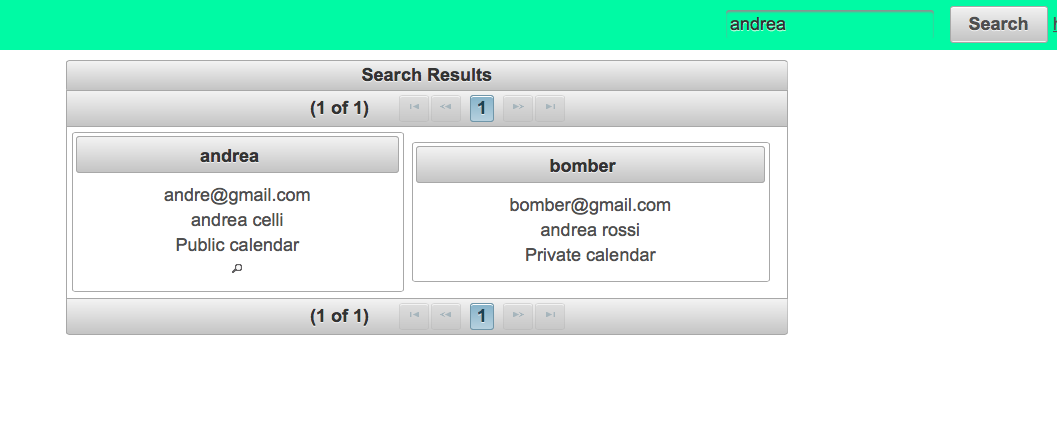 andrea
Search
Search Results
(1 of 1) 1
andrea
andre@gmail.com
andrea celli
Public calendar
bomber
bomber@gmail.com
andrea rossi
Private calendar
(1 of 1) 1